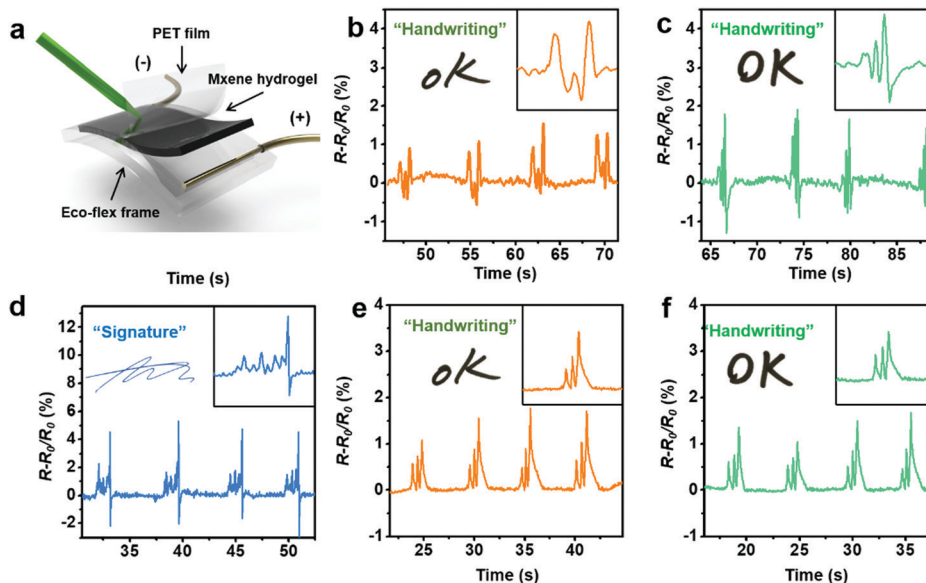 a
PET film
(-)
Mxene hydrogel
(+)
Eco-flex frame
Time (s)
b
"Handwriting"
OK
R-R0/R0 (%)
4
3
2
1
0
-1
50 55 60 65 70
Time (s)
c
"Handwriting"
OK
R-R0/R0 (%)
4
3
2
1
0
-1
65 70 75 80 85
Time (s)
d
"Signature"
R-R0/R0 (%)
12
10
8
6
4
2
0
-2
35 40 45 50
Time (s)
e
"Handwriting"
OK
R-R0/R0 (%)
4
3
2
1
0
-1
25 30 35 40
Time (s)
f
"Handwriting"
OK
R-R0/R0 (%)
4
3
2
1
0
-1
20 25 30 35
Time (s)